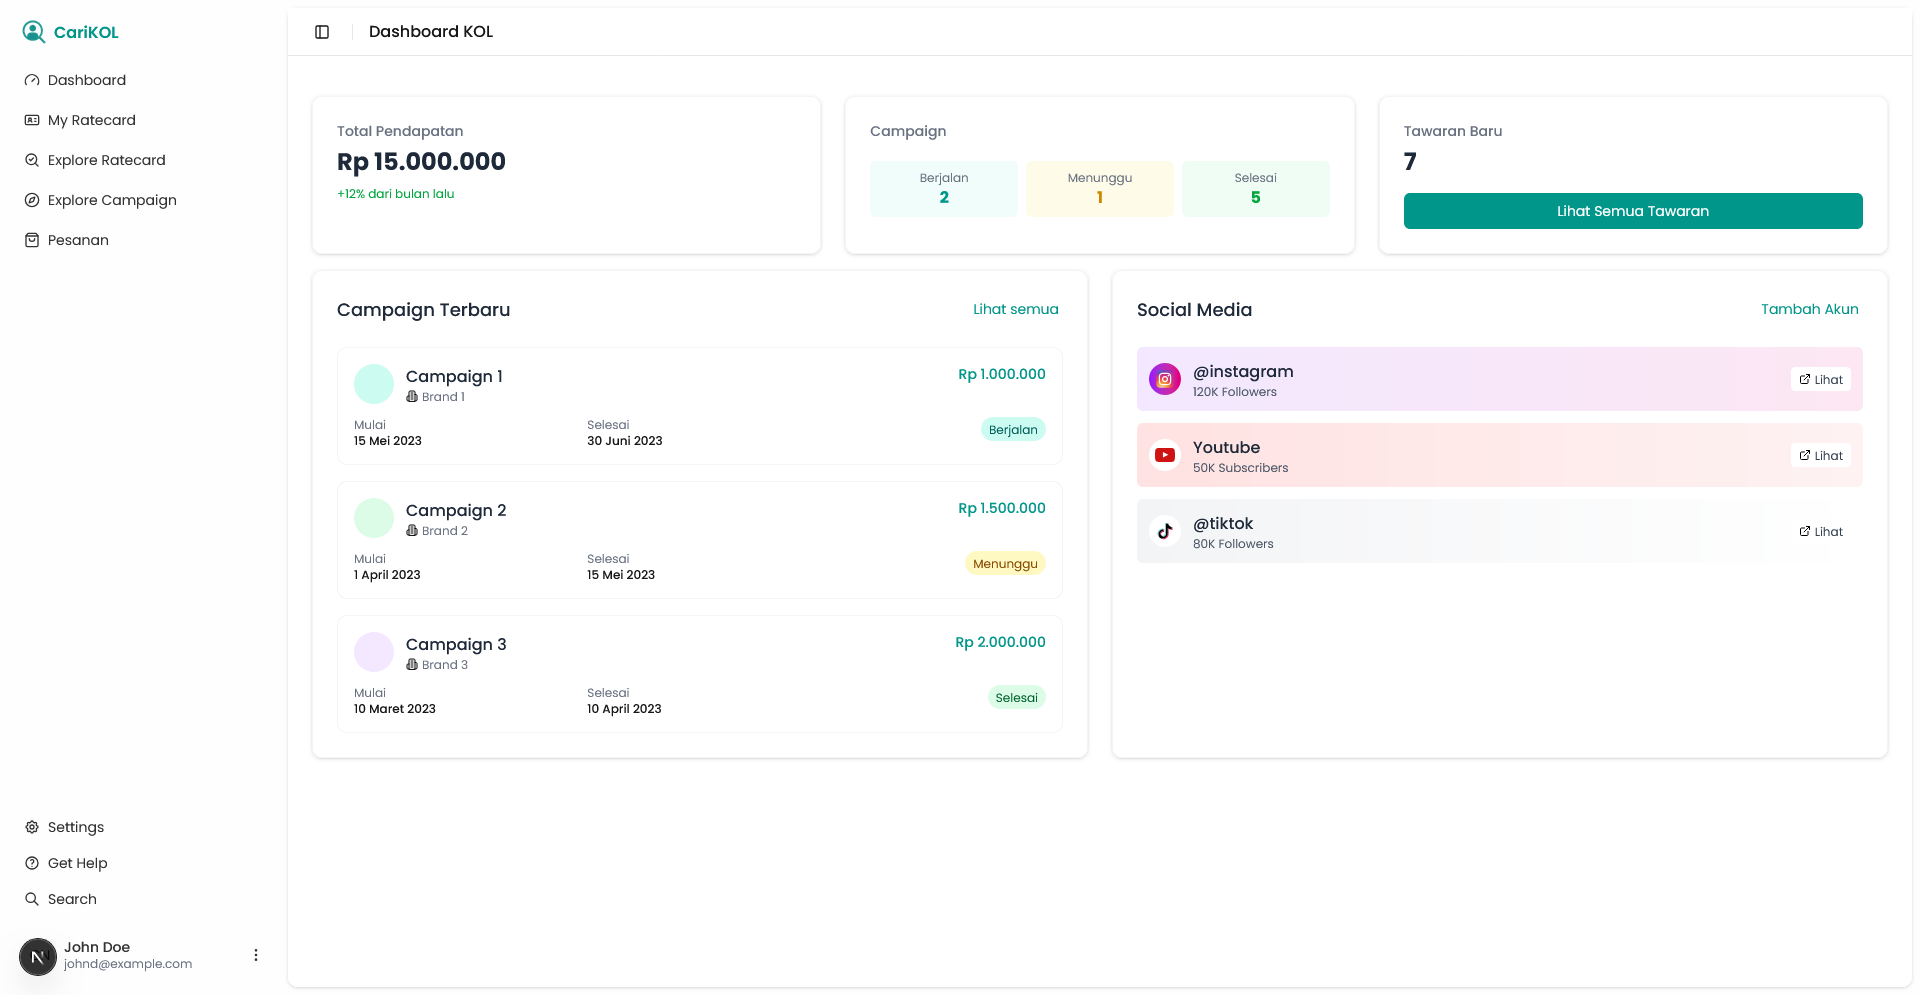 CariKOL
Dashboard
My Ratecard
Explore Ratecard
Explore Campaign
Pesanan
Settings
Get Help
Search
N
John Doe
johnd@example.com
Dashboard KOL
Total Pendapatan
Rp 15.000.000
+12% dari bulan lalu
Campaign
Berjalan
2
Menunggu
1
Selesai
5
Tawaran Baru
7
Lihat Semua Tawaran
Campaign Terbaru
Lihat semua
Campaign 1
Rp 1.000.000
Brand 1
Mulai
Selesai
15 Mei 2023
30 Juni 2023
Berjalan
Campaign 2
Rp 1.500.000
Brand 2
Mulai
Selesai
1 April 2023
15 Mei 2023
Menunggu
Campaign 3
Rp 2.000.000
Brand 3
Mulai
Selesai
10 Maret 2023
10 April 2023
Selesai
Social Media
Tambah Akun
@instagram
120K Followers
Lihat
Youtube
50K Subscribers
Lihat
@tiktok
80K Followers
Lihat